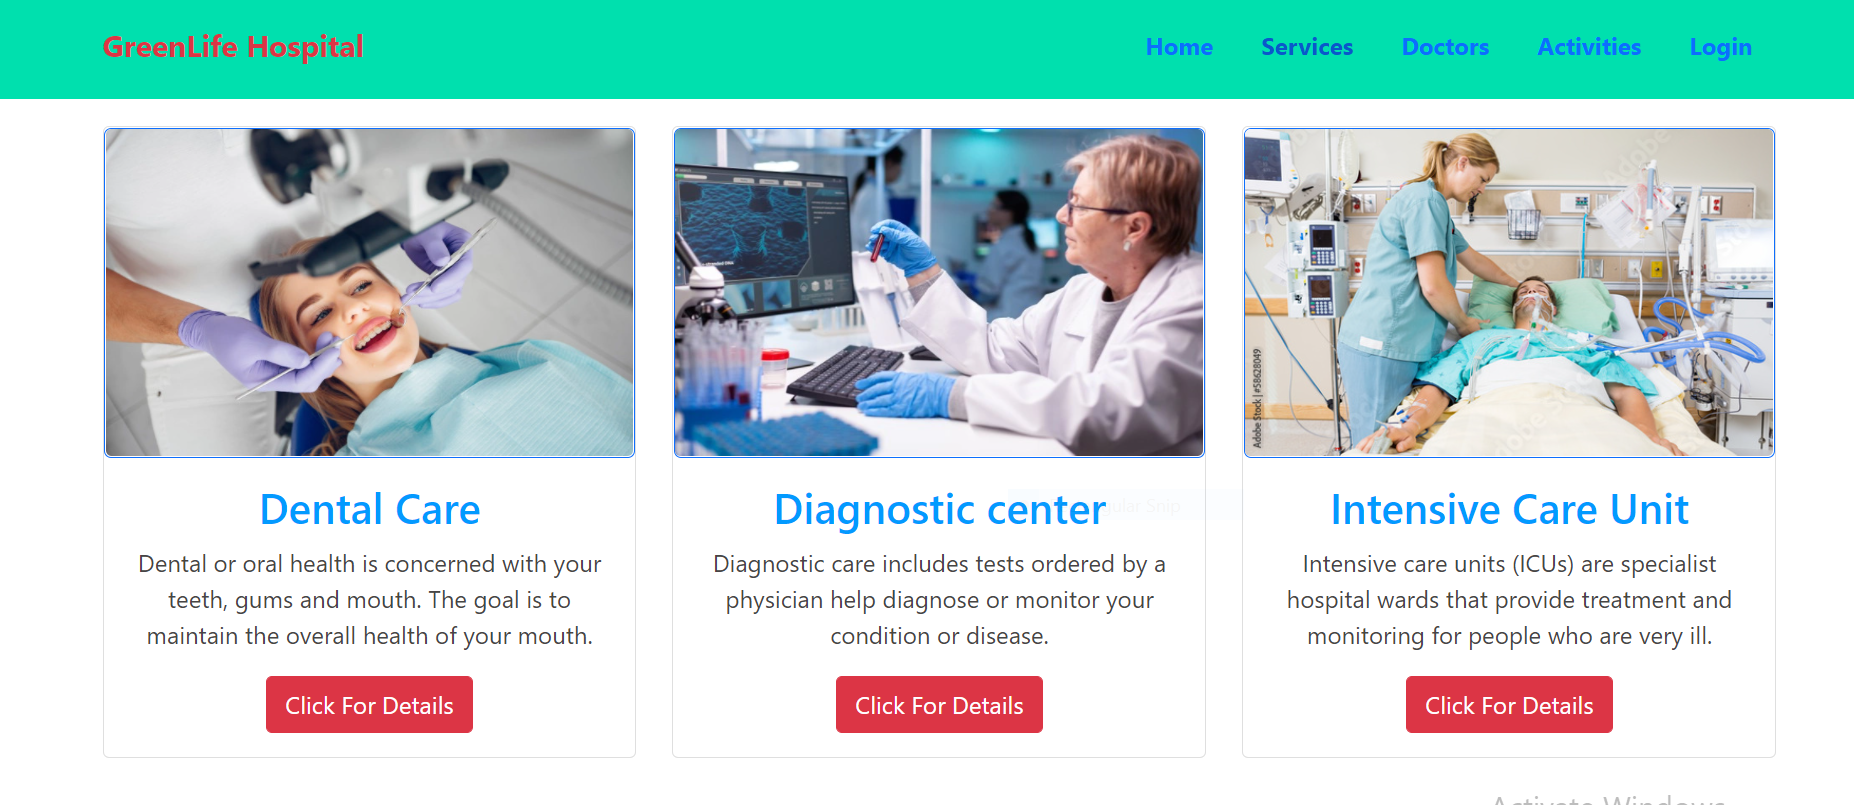 GreenLife Hospital
Home Services Doctors Activities Login
Adobe Stock | #58628049
Dental Care
Dental or oral health is concerned with your
teeth, gums and mouth. The goal is to
maintain the overall health of your mouth.
Click For Details
Diagnostic center
Diagnostic care includes tests ordered by a
physician help diagnose or monitor your
condition or disease.
Click For Details
Intensive Care Unit
Intensive care units (ICUs) are specialist
hospital wards that provide treatment and
monitoring for people who are very ill.
Click For Details
Snip
Activate Windows